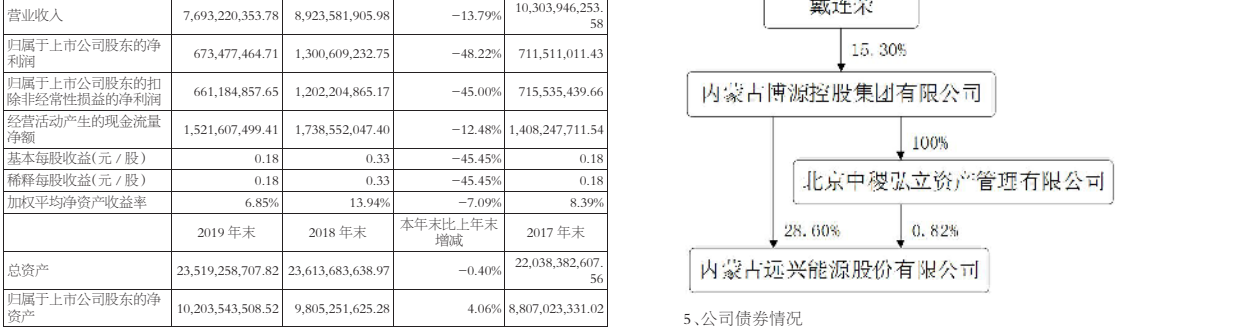 营业收入 7,693,220,353.78 8,923,581,905.98 -13.79% 10,303,946,253.
58
归属于上市公司股东的净
利润 673,477,464.71 1,300,609,232.75 -48.22% 711,511,011.43
归属于上市公司股东的扣
除非经常性损益的净利润 661,184,857.65 1,202,204,865.17 -45.00% 715,535,439.66
经营活动产生的现金流量
净额 1,521,607,499.41 1,738,552,047.40 -12.48% 1,408,247,711.54
基本每股收益(元/股) 0.18 0.33 -45.45% 0.18
稀释每股收益(元/股) 0.18 0.33 -45.45% 0.18
加权平均净资产收益率 6.85% 13.94% -7.09% 8.39%
2019 年末 2018 年末 本年末比上年末
增减 2017 年末
总资产 23,519,258,707.82 23,613,683,638.97 -0.40% 22,038,382,607.
56
归属于上市公司股东的净
资产 10,203,543,508.52 9,805,251,625.28 4.06% 8,807,023,331.02
戴连荣
15.30%
内蒙古博源控股集团有限公司
100%
北京中稷弘立资产管理有限公司
28.60% 0.82%
内蒙古远兴能源股份有限公司
5、公司债券情况